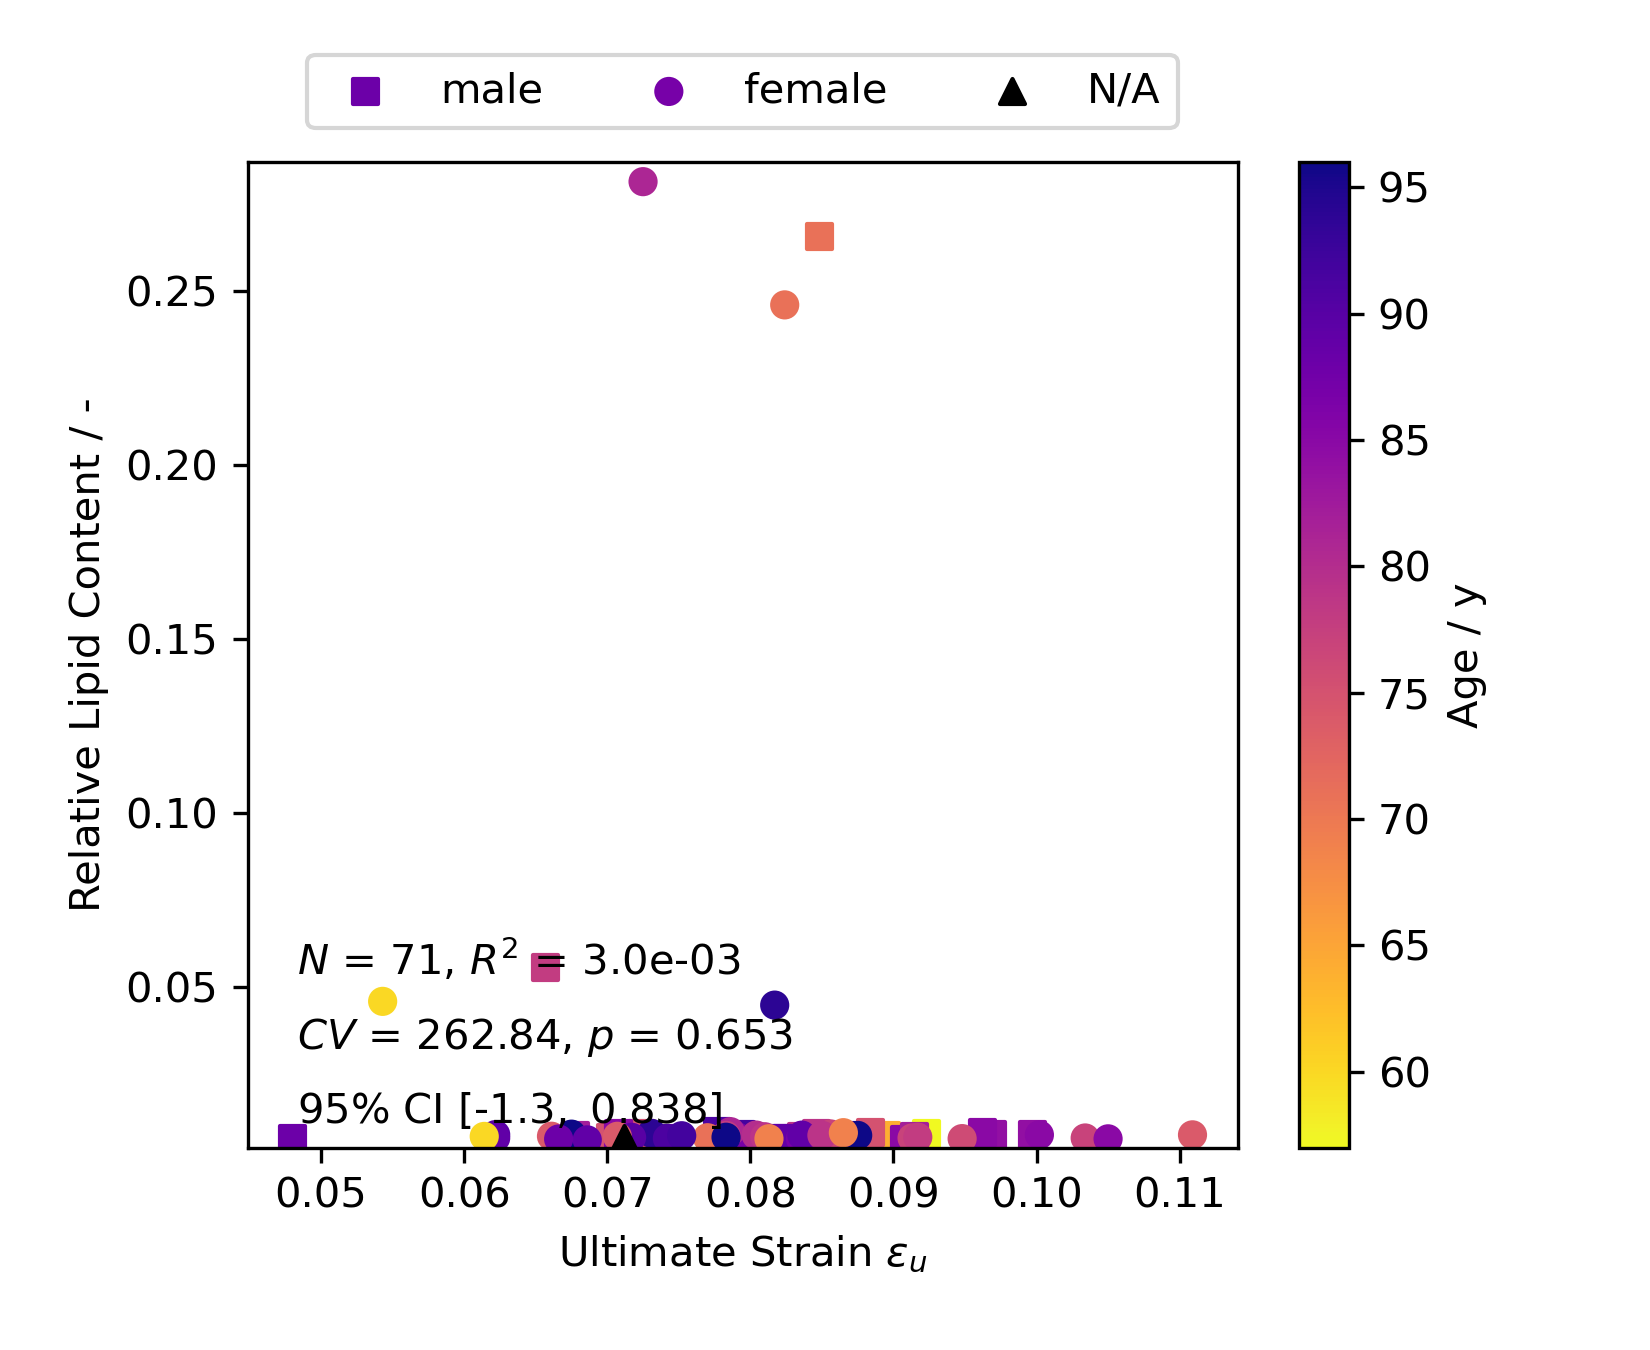 male female N/A
0.25
0.20
0.15
0.10
0.05
Relative Lipid Content / -
N = 71, R² = 3.0e-03
CV = 262.84, p = 0.653
95% CI [-1.3, 0.838]
0.05 0.06 0.07 0.08 0.09 0.10 0.11
Ultimate Strain εᵤ
95
90
85
80
75
70
65
60
Age / y